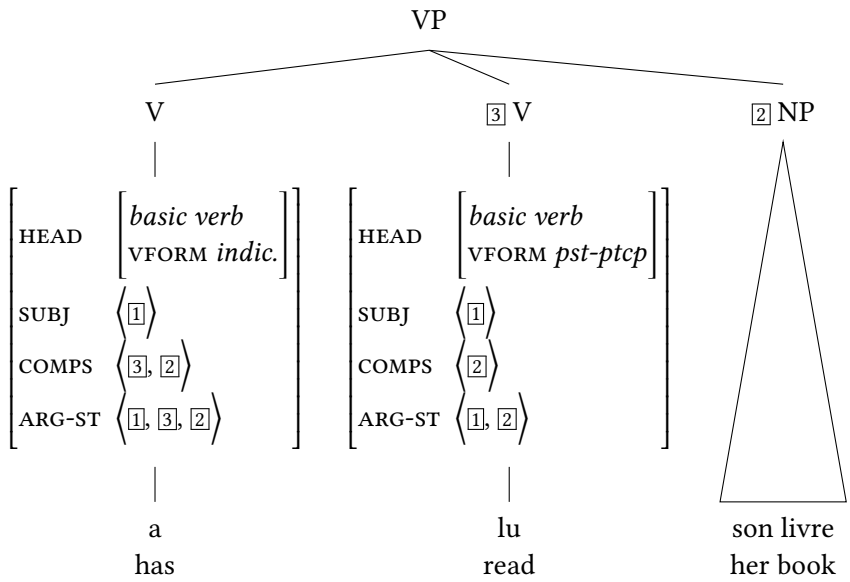 VP
V 3 V 2 NP
HEAD [basic verb VFORM indic.] HEAD [basic verb VFORM pst-ptcp]
SUBJ ⟨1⟩ SUBJ ⟨1⟩
COMPS ⟨3, 2⟩ COMPS ⟨2⟩
ARG-ST ⟨1, 3, 2⟩ ARG-ST ⟨1, 2⟩
a lu son livre
has read her book